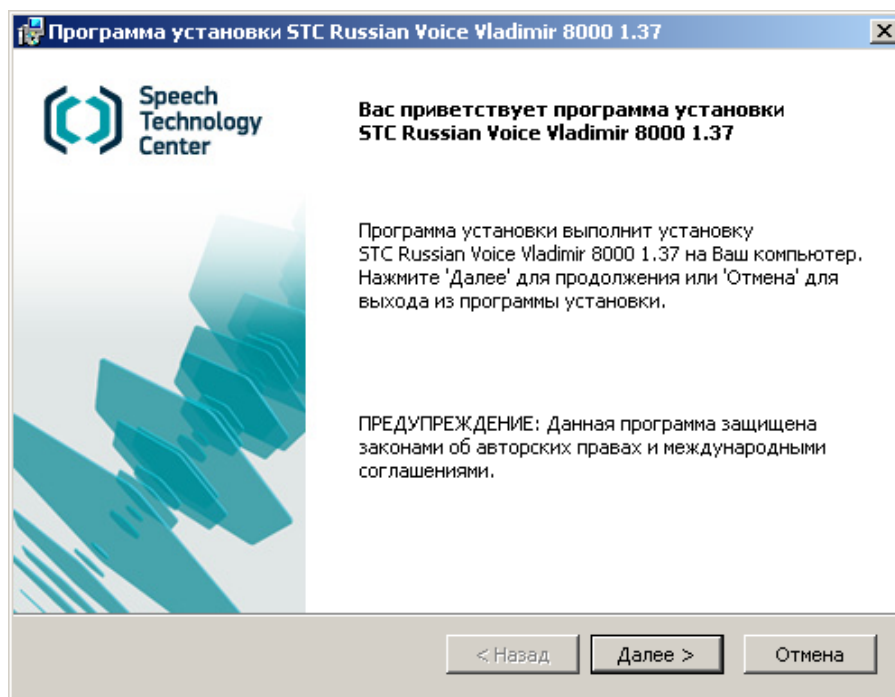 Программа установки STC Russian Voice Vladimir 8000 1.37
Speech
Technology
Center
Вас приветствует программа установки
STC Russian Voice Vladimir 8000 1.37
Программа установки выполнит установку
STC Russian Voice Vladimir 8000 1.37 на Ваш компьютер.
Нажмите 'Далее' для продолжения или 'Отмена' для
выхода из программы установки.
ПРЕДУПРЕЖДЕНИЕ: Данная программа защищена
законами об авторских правах и международными
соглашениями.
< Назад
Далее >
Отмена